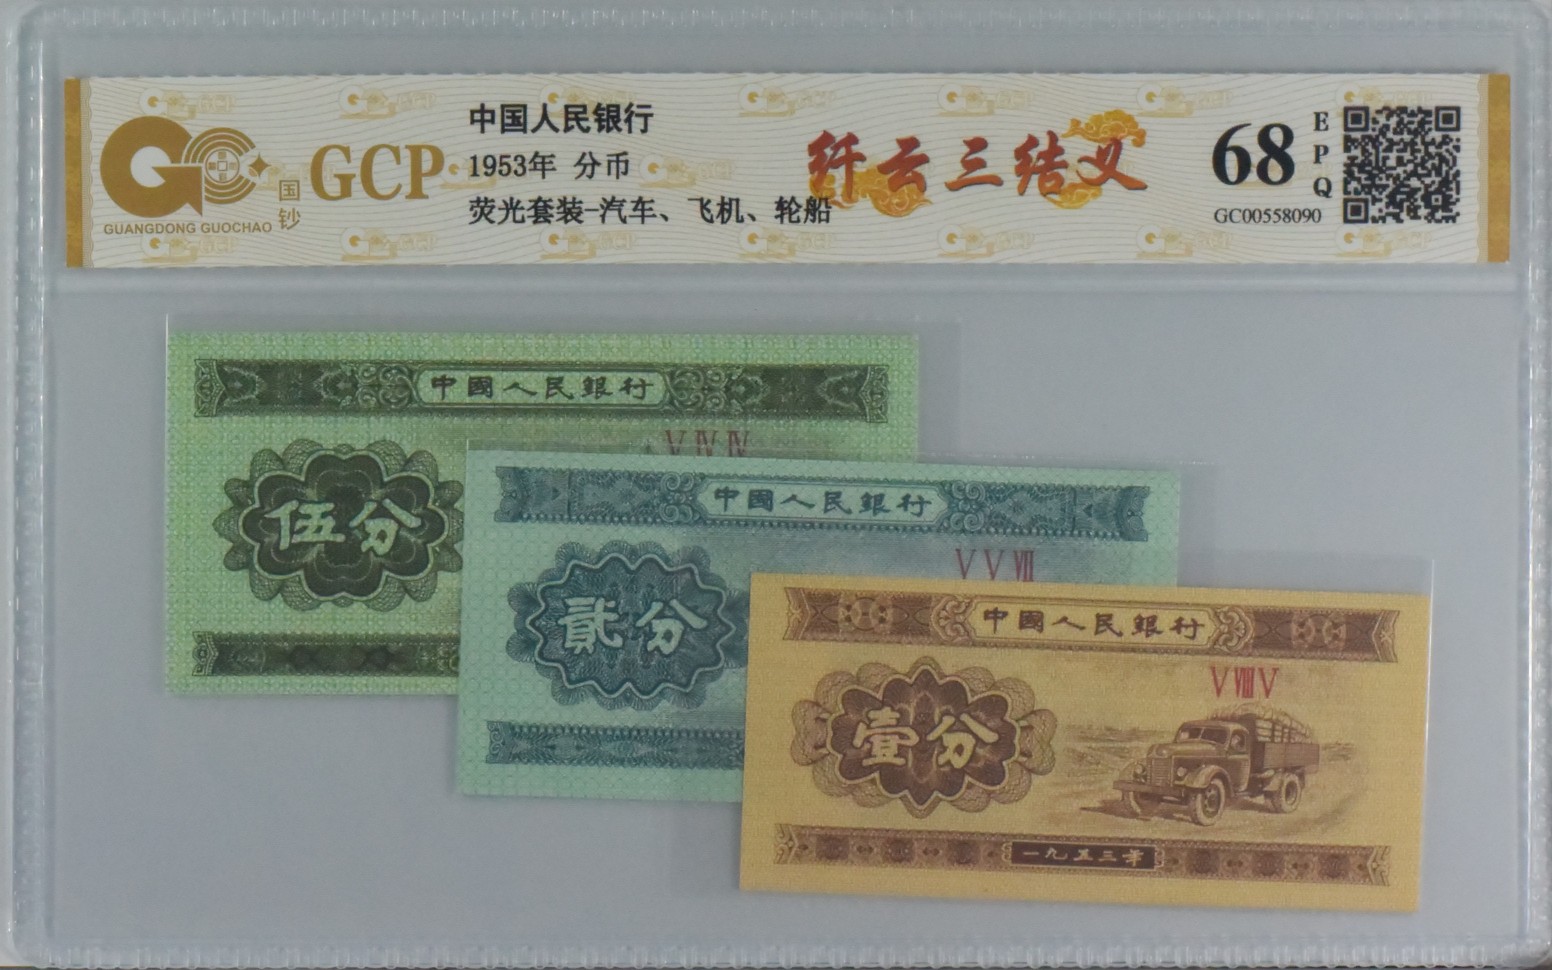 国钞
GUANGDONG GUOCHAO
GCP
中国人民银行
1953年 分币
荧光套装-汽车、飞机、轮船
纤云三结义
68
EPQ
GC00558090
中國人民銀行
V IV IV
伍分
中國人民銀行
V V VII
貳分
中國人民銀行
V VIII V
壹分
一九五三年